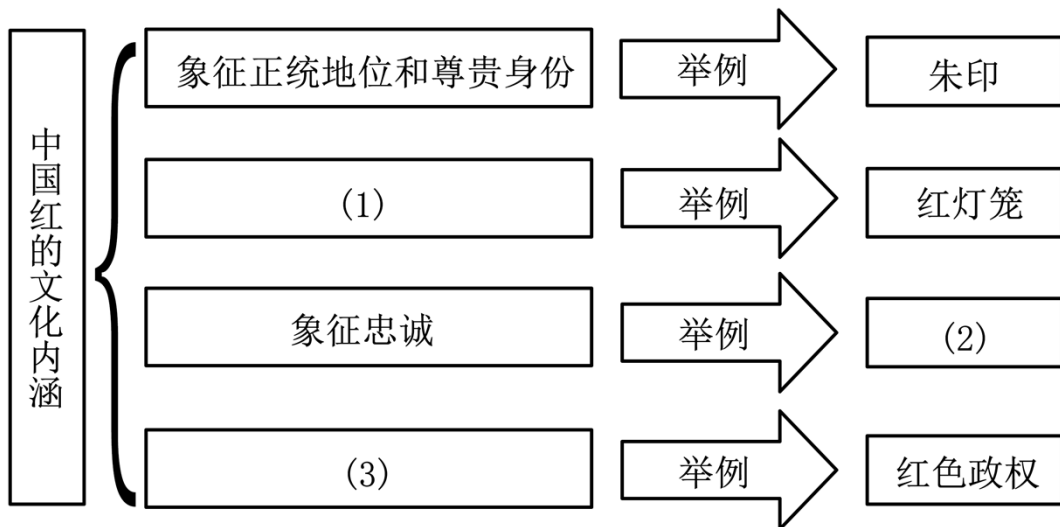 中国红的文化内涵
象征正统地位和尊贵身份
举例
朱印
(1)
举例
红灯笼
象征忠诚
举例
(2)
(3)
举例
红色政权